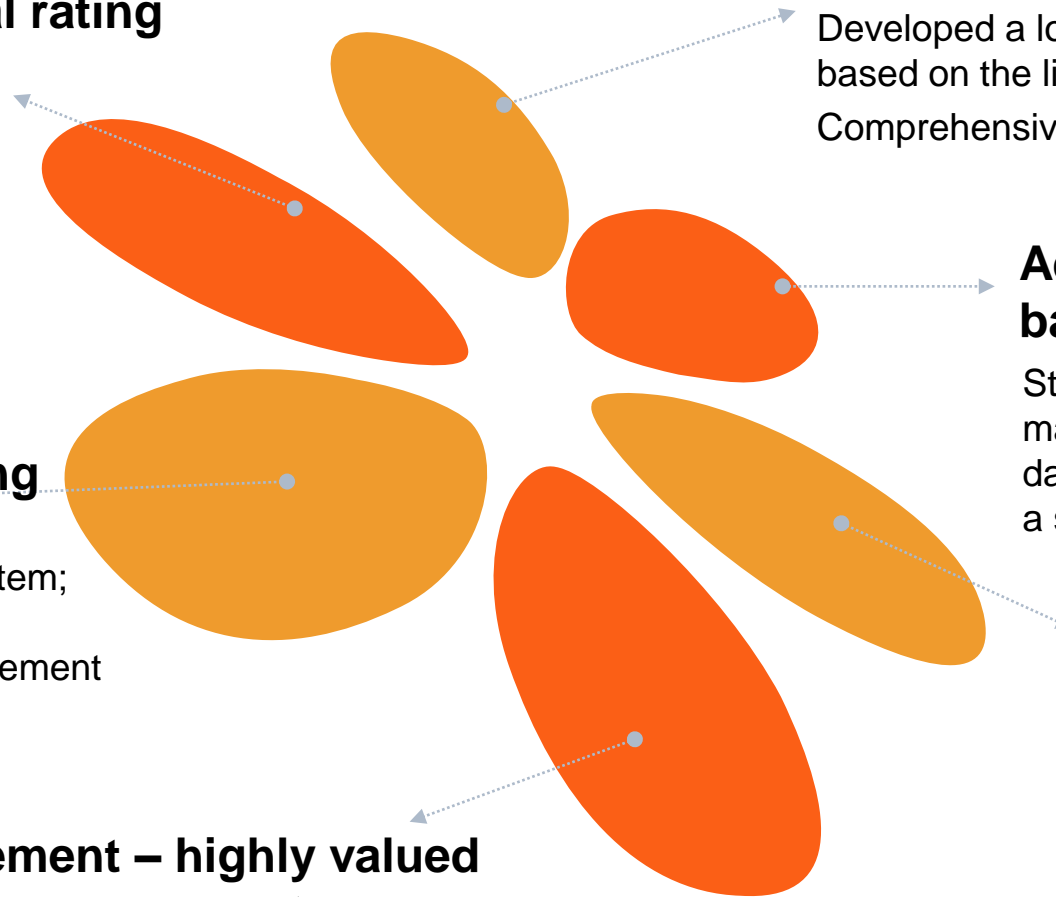 al rating
Developed a lo
based on the li
Comprehensiv
Ac
ba
St
ma
da
a s
ng
tem;
ement
ement – highly valued